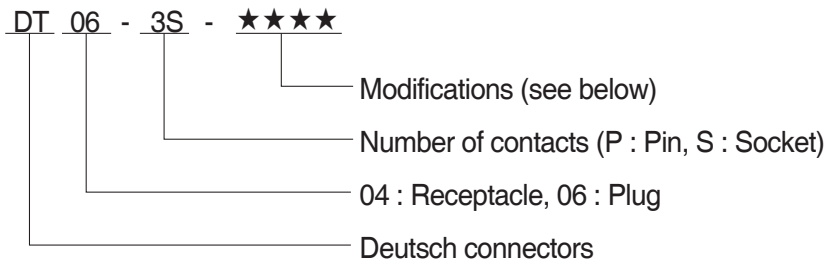 DT 06 - 3S - ★★★★
Modifications (see below)
Number of contacts (P : Pin, S : Socket)
04 : Receptacle, 06 : Plug
Deutsch connectors